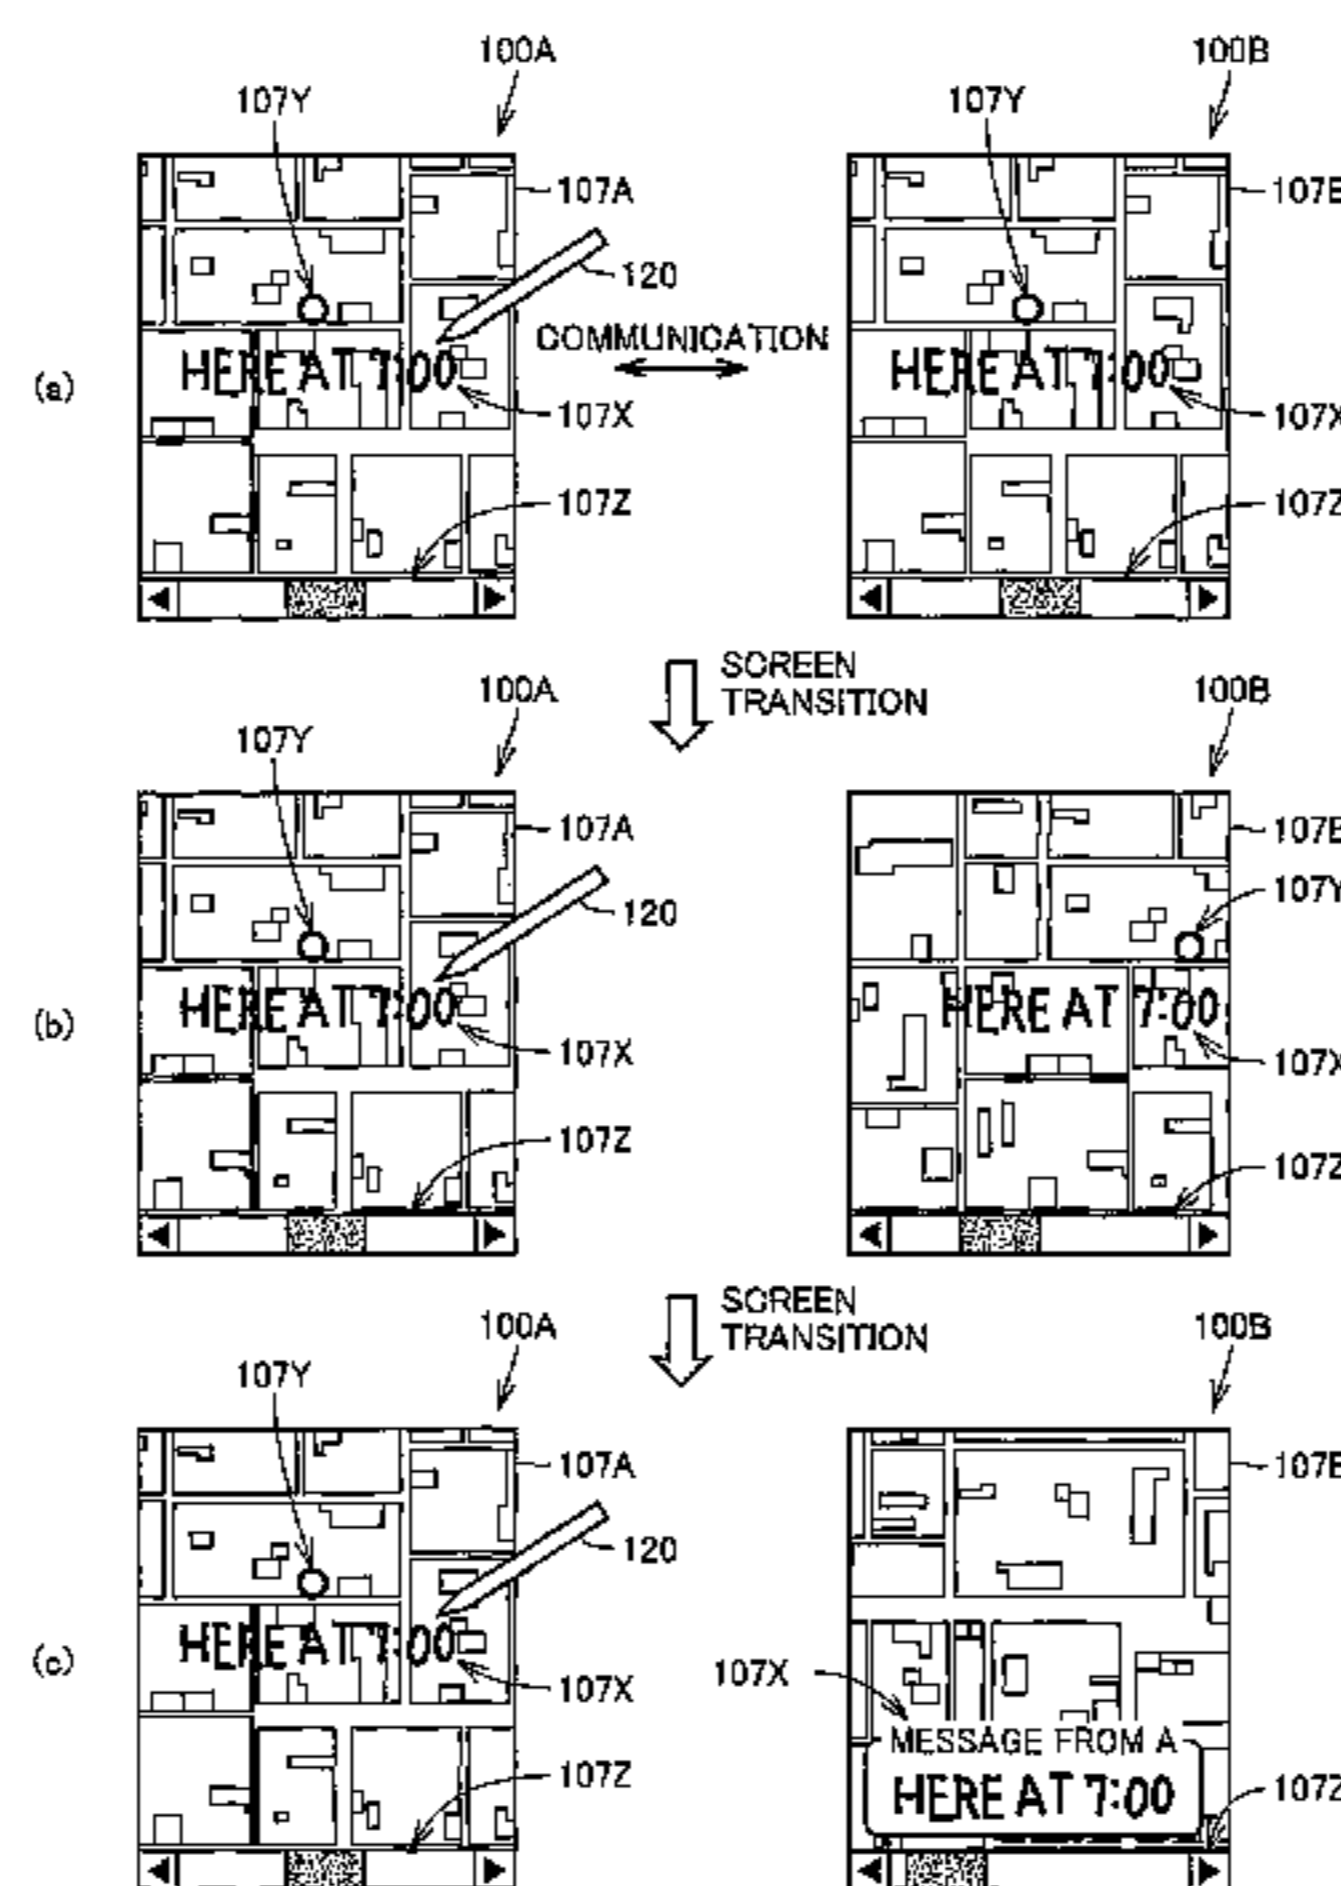 100A 100B
107Y 107Y
107A 107B
120
COMMUNICATION
(a) HERE AT 7:00 HERE AT 7:00
107X 107X
107Z 107Z
SCREEN
TRANSITION
100A 100B
107Y
107A 107B
107Y
120
(b) HERE AT 7:00 HERE AT 7:00
107X 107X
107Z 107Z
SCREEN
TRANSITION
100A 100B
107Y
107A 107B
120
(c) HERE AT 7:00
107X 107X
MESSAGE FROM A
107Z HERE AT 7:00 107Z